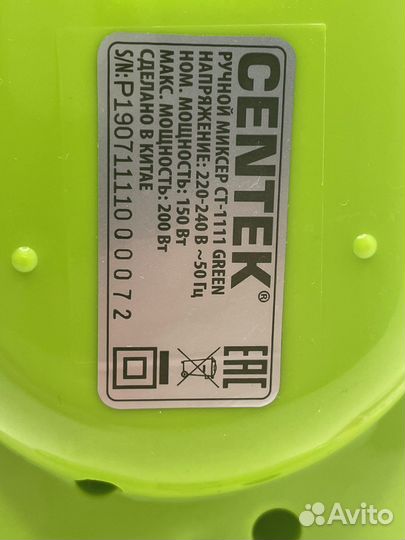 CENTEK®
РУЧНОЙ МИКСЕР CT-1111 GREEN
НАПРЯЖЕНИЕ: 220-240 В ~50 Гц
НОМ. МОЩНОСТЬ: 150 Вт
МАКС. МОЩНОСТЬ: 200 Вт
СДЕЛАНО В КИТАЕ
S/N:P19071111000072
EAC
Avito